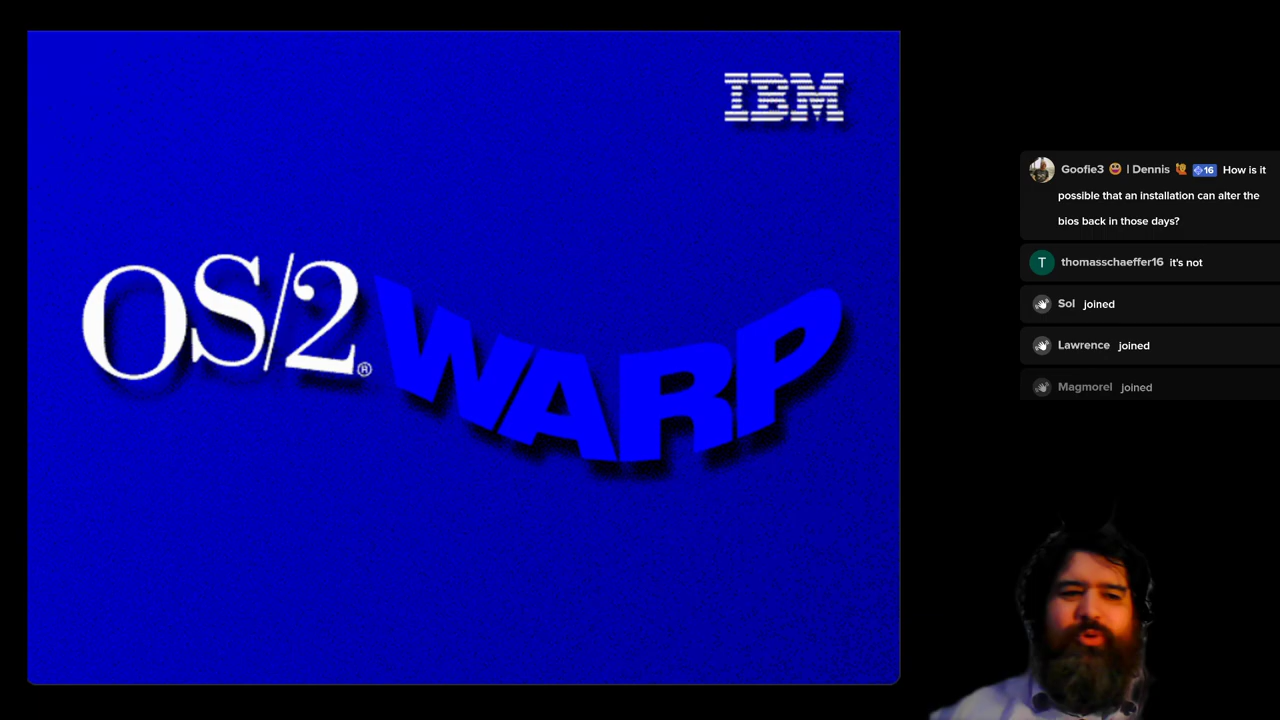 IBM
OS/2® WARP
Goofie3 😀 | Dennis 🙋 16 How is it
possible that an installation can alter the
bios back in those days?
T thomasschaeffer16 it's not
Sol joined
Lawrence joined
Magmorel joined